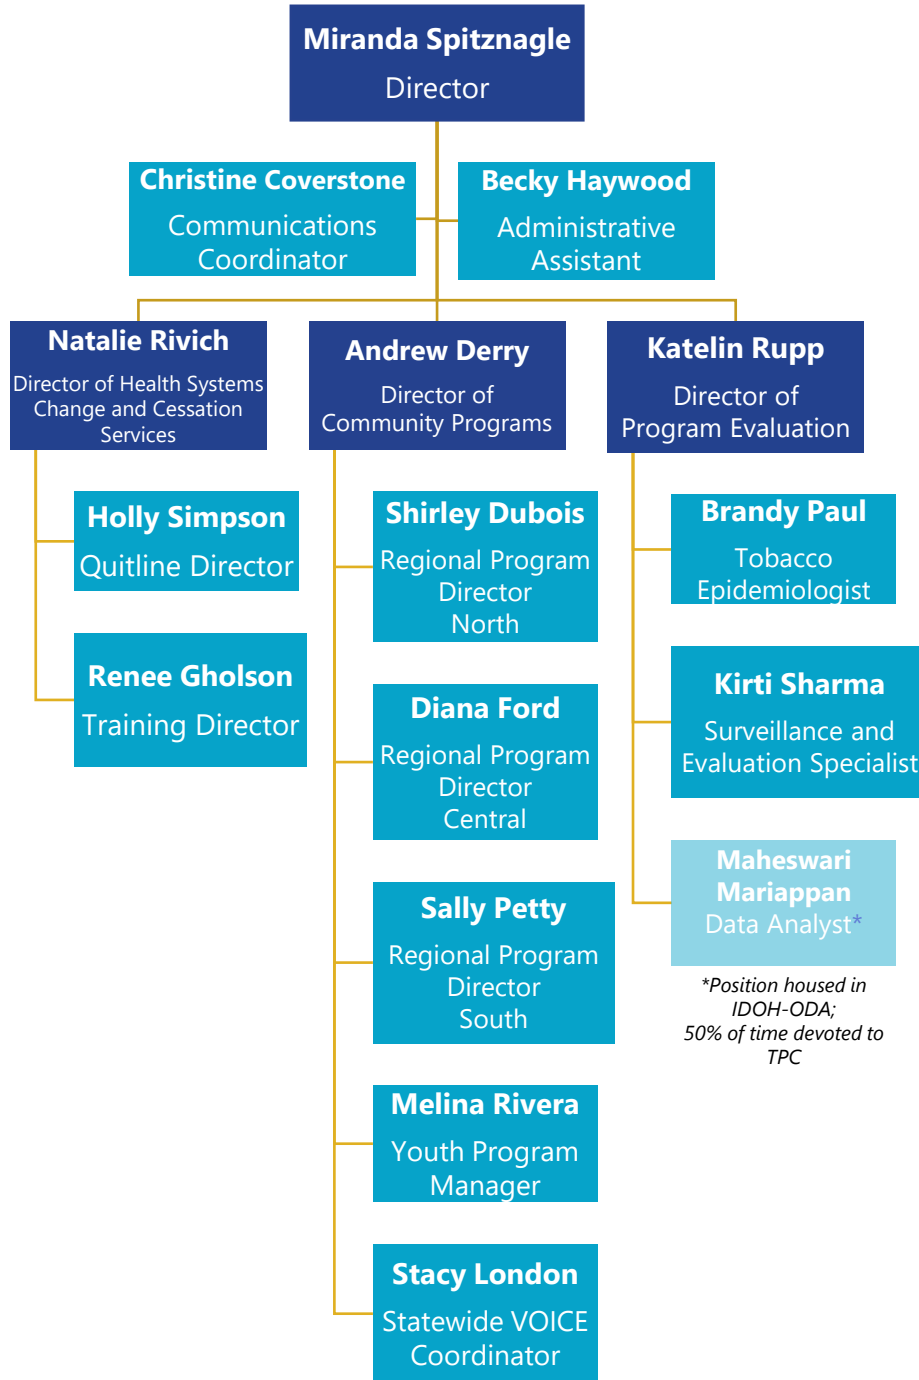 Miranda Spitznagle
Director
Christine Coverstone
Communications
Coordinator
Becky Haywood
Administrative
Assistant
Natalie Rivich
Director of Health Systems
Change and Cessation
Services
Andrew Derry
Director of
Community Programs
Katelin Rupp
Director of
Program Evaluation
Holly Simpson
Quitline Director
Renee Gholson
Training Director
Shirley Dubois
Regional Program
Director
North
Diana Ford
Regional Program
Director
Central
Sally Petty
Regional Program
Director
South
Melina Rivera
Youth Program
Manager
Stacy London
Statewide VOICE
Coordinator
Brandy Paul
Tobacco
Epidemiologist
Kirti Sharma
Surveillance and
Evaluation Specialist
Maheswari
Mariappan
Data Analyst*
*Position housed in
IDOH-ODA;
50% of time devoted to
TPC